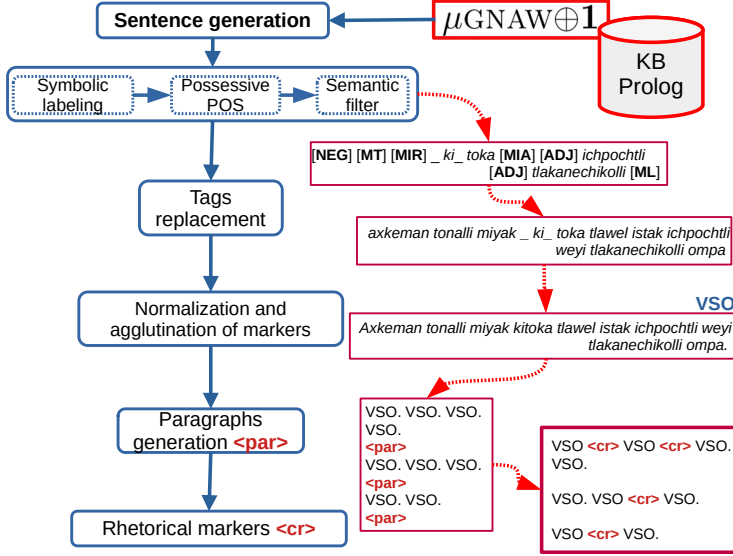 Sentence generation
μGNAW⊕1
KB
Prolog
Symbolic
labeling
Possessive
POS
Semantic
filter
[NEG] [MT] [MIR] _ ki_ toka [MIA] [ADJ] ichpochtli
[ADJ] tlakanechikolli [ML]
Tags
replacement
axkeman tonalli miyak _ ki_ toka tlawel istak ichpochtli
weyi tlakanechikolli ompa
Normalization and
agglutination of markers
VSO
Axkeman tonalli miyak kitoka tlawel istak ichpochtli weyi
tlakanechikolli ompa.
Paragraphs
generation <par>
VSO. VSO. VSO.
VSO.
<par>
VSO. VSO. VSO.
<par>
VSO. VSO.
<par>
VSO <cr> VSO <cr> VSO.
VSO.
VSO. VSO <cr> VSO.
VSO <cr> VSO.
Rhetorical markers <cr>